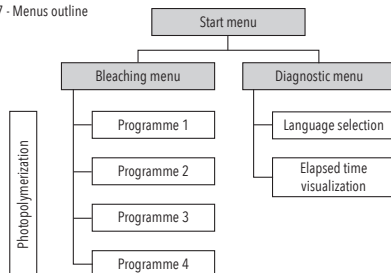 7 - Menus outline
Start menu
Bleaching menu
Diagnostic menu
Programme 1
Language selection
Photopolymerization
Programme 2
Elapsed time
visualization
Programme 3
Programme 4